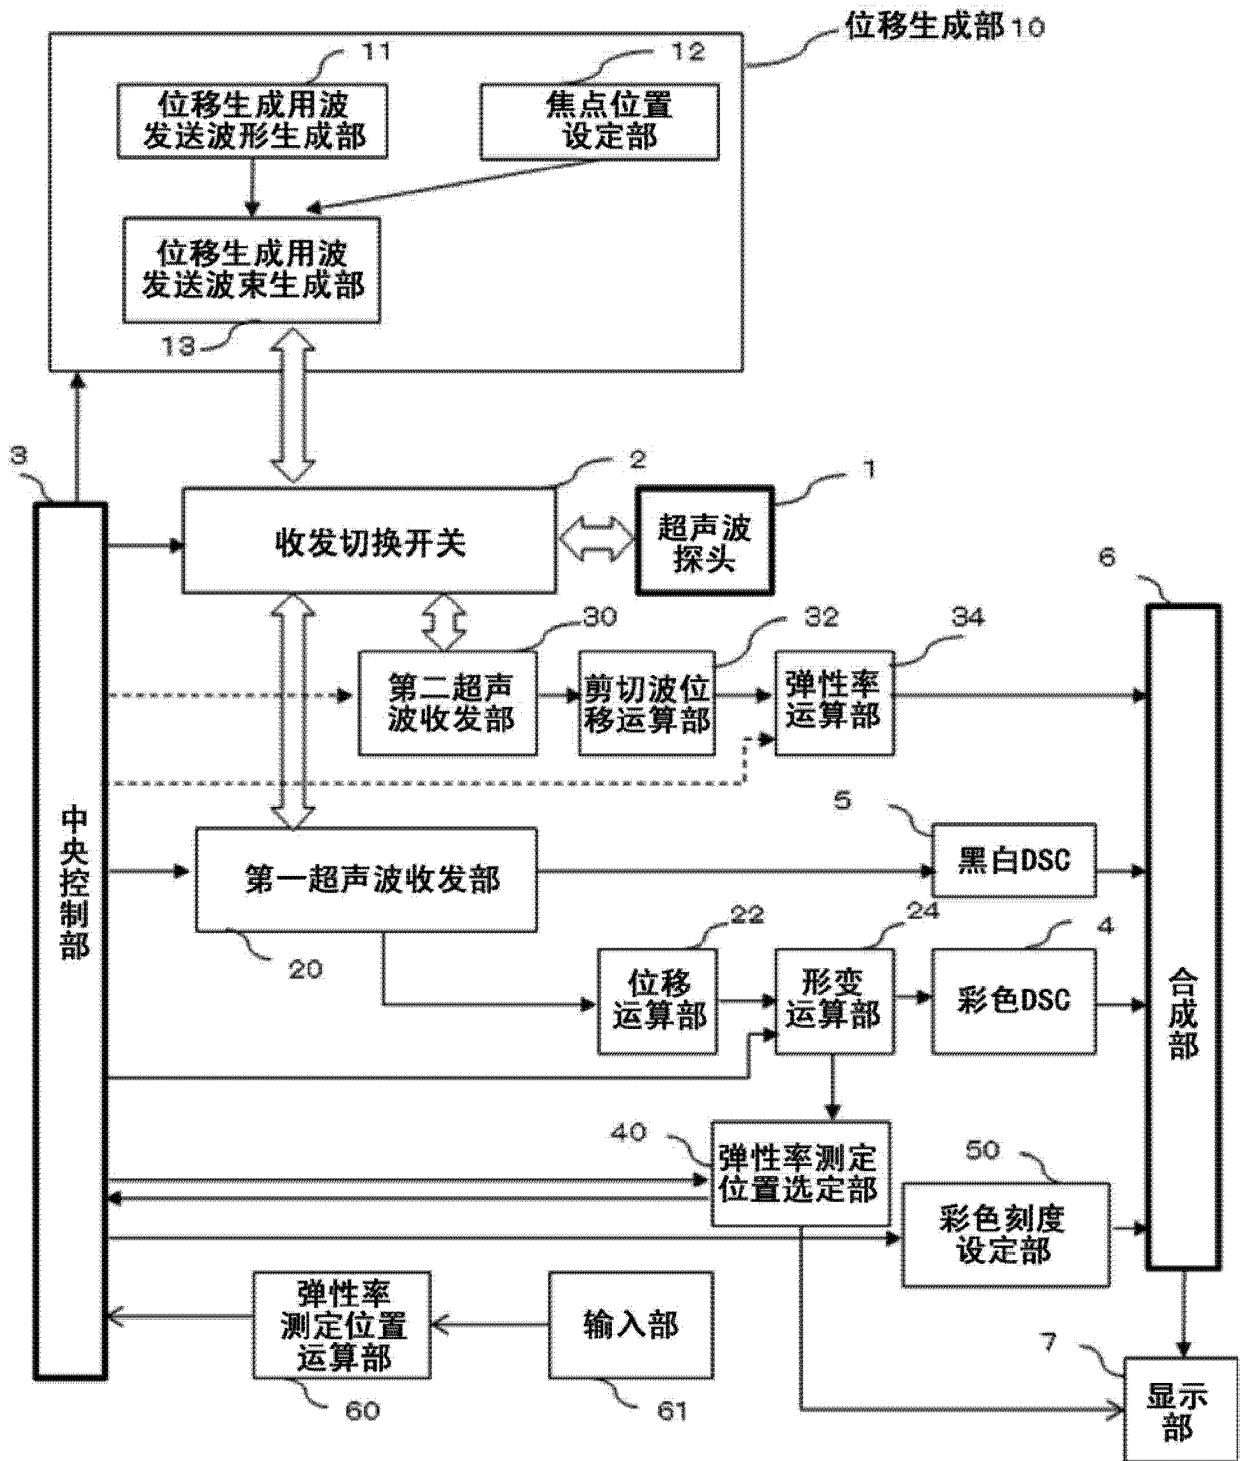 位移生成部10
11
12
位移生成用波
发送波形生成部
焦点位置
设定部
位移生成用波
发送波束生成部
13
3
2
1
收发切换开关
超声波
探头
6
30
32
34
第二超声
波收发部
剪切波位
移运算部
弹性率
运算部
5
中央控制部
第一超声波收发部
黑白DSC
20
22
24
4
位移
运算部
形变
运算部
彩色DSC
合成部
40
弹性率测定
位置选定部
50
彩色刻度
设定部
弹性率
测定位置
运算部
输入部
60
61
7
显示
部